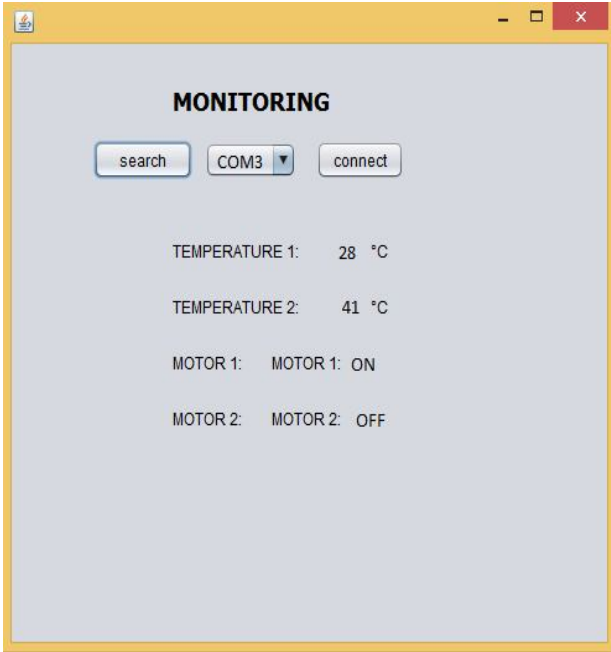 MONITORING
search COM3 connect
TEMPERATURE 1: 28 °C
TEMPERATURE 2: 41 °C
MOTOR 1: MOTOR 1: ON
MOTOR 2: MOTOR 2: OFF